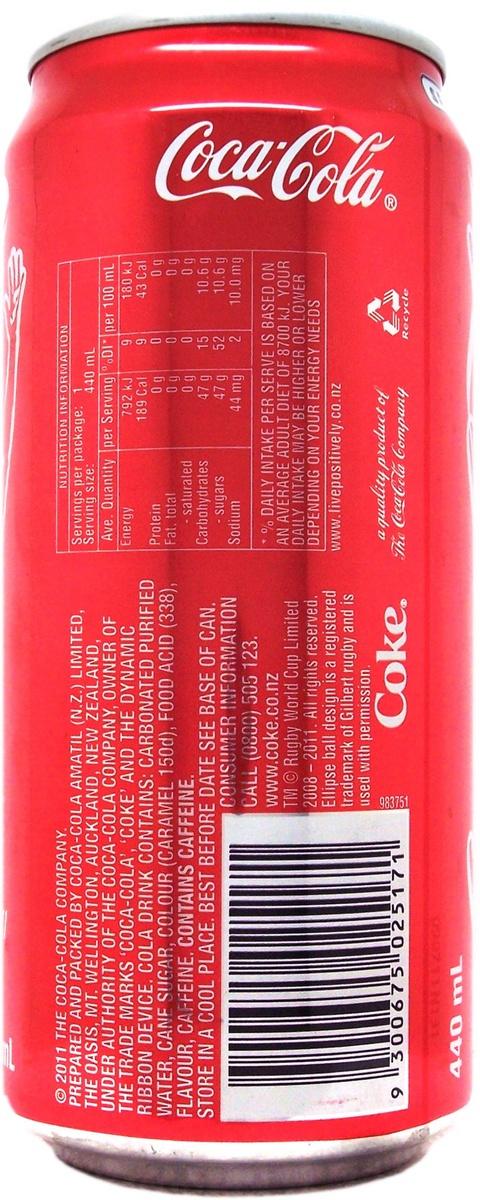 Coca-Cola®
NUTRITION INFORMATION
Servings per package: 1
Serving size: 440 mL
Ave. Quantity per Serving %DI* per 100 mL
Energy 792 kJ 9 180 kJ
189 Cal 9 43 Cal
Protein 0 g 0 0 g
Fat, total 0 g 0 0 g
- saturated 0 g 0 0 g
Carbohydrates 47 g 15 10.6 g
- sugars 47 g 52 10.6 g
Sodium 44 mg 2 10.0 mg
* % DAILY INTAKE PER SERVE IS BASED ON
AN AVERAGE ADULT DIET OF 8700 kJ. YOUR
DAILY INTAKE MAY BE HIGHER OR LOWER
DEPENDING ON YOUR ENERGY NEEDS
www.livepositively.co.nz
a quality product of
The Coca-Cola Company
Recycle
© 2011 THE COCA-COLA COMPANY.
PREPARED AND PACKED BY COCA-COLA AMATIL (N.Z.) LIMITED,
THE OASIS, MT. WELLINGTON, AUCKLAND, NEW ZEALAND,
UNDER AUTHORITY OF THE COCA-COLA COMPANY, OWNER OF
THE TRADE MARKS 'COCA-COLA', 'COKE' AND THE DYNAMIC
RIBBON DEVICE. COLA DRINK CONTAINS: CARBONATED PURIFIED
WATER, CANE SUGAR, COLOUR (CARAMEL 150d), FOOD ACID (338),
FLAVOUR, CAFFEINE. CONTAINS CAFFEINE.
STORE IN A COOL PLACE. BEST BEFORE DATE SEE BASE OF CAN.
CONSUMER INFORMATION
CALL (0800) 505 123.
www.coke.co.nz
TM © Rugby World Cup Limited
2008 – 2011 All rights reserved.
Ellipse ball design is a registered
trademark of Gilbert rugby and is
used with permission.
Coke®
983751
9 300675 025171
440 mL